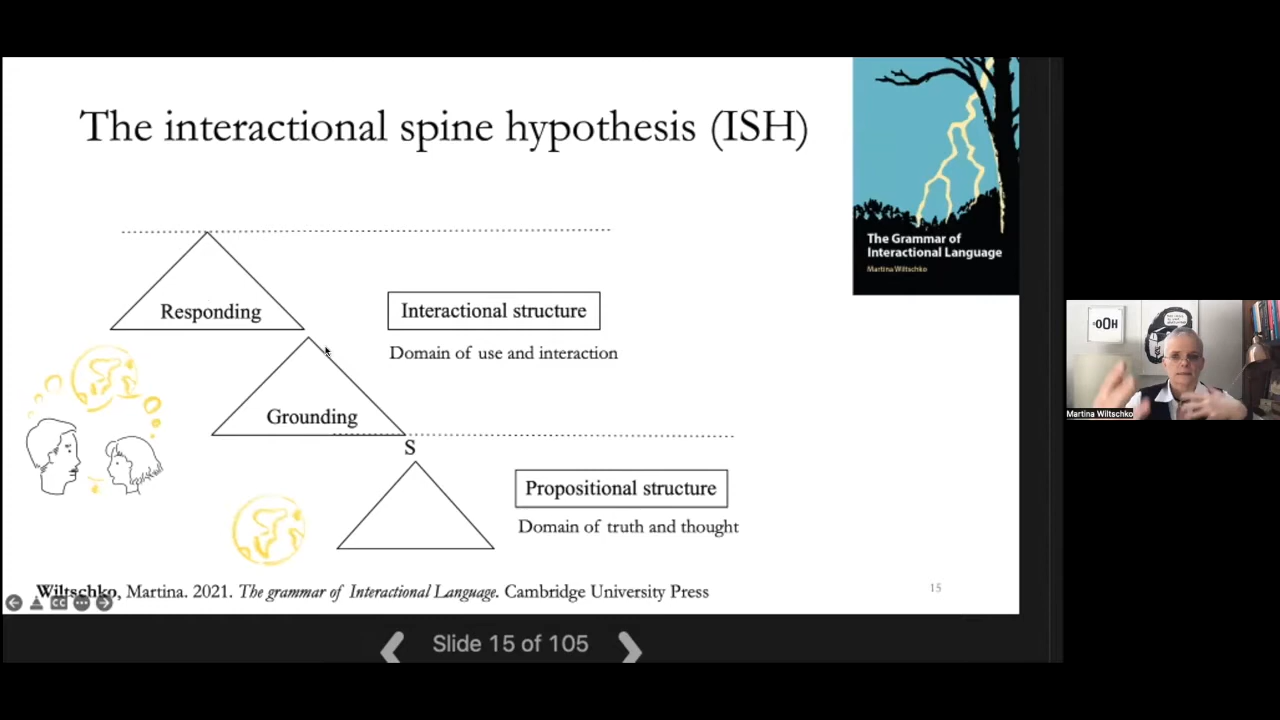 The interactional spine hypothesis (ISH)
The Grammar of
Interactional Language
Martina Wiltschko
Responding
Interactional structure
Domain of use and interaction
Grounding
S
Propositional structure
Domain of truth and thought
Wiltschko, Martina. 2021. The grammar of Interactional Language. Cambridge University Press
15
CC
Slide 15 of 105
OOH
Martina Wiltschko